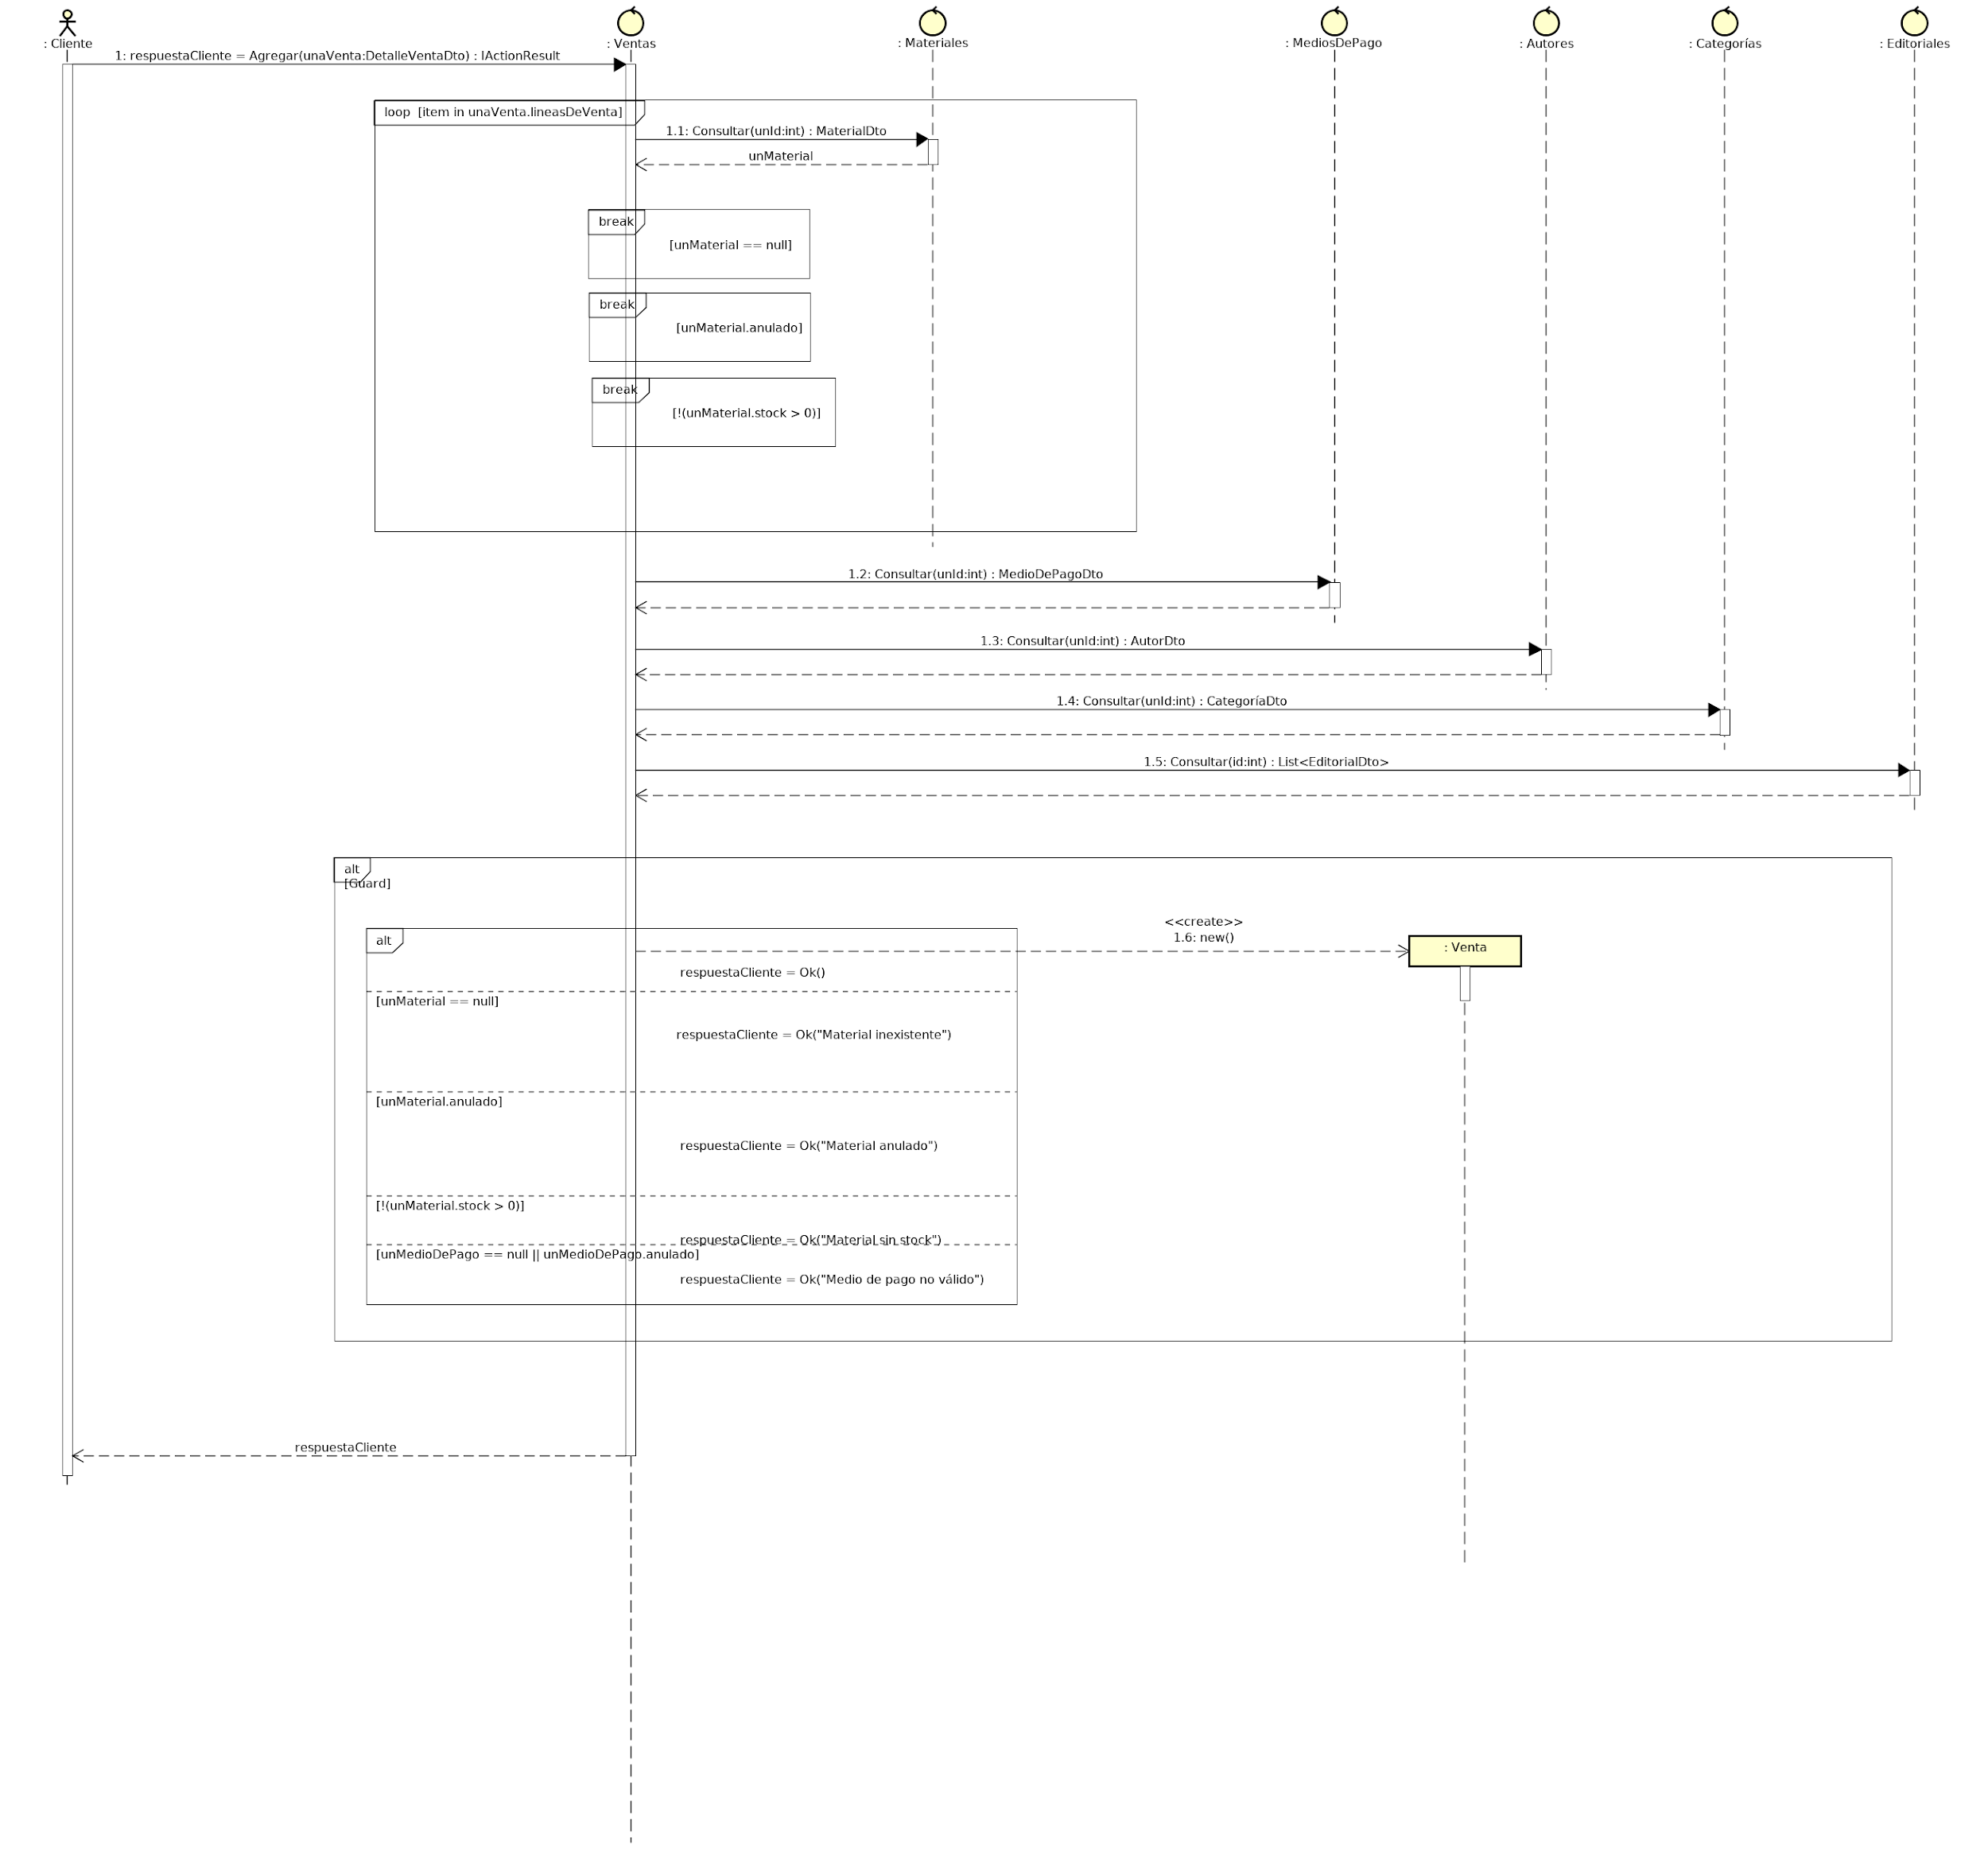 : Cliente
: Ventas
: Materiales
: MediosDePago
: Autores
: Categorías
: Editoriales
1: respuestaCliente = Agregar(unaVenta:DetalleVentaDto) : IActionResult
loop [item in unaVenta.lineasDeVenta]
1.1: Consultar(unId:int) : MaterialDto
unMaterial
break
[unMaterial == null]
break
[unMaterial.anulado]
break
[!(unMaterial.stock > 0)]
1.2: Consultar(unId:int) : MedioDePagoDto
1.3: Consultar(unId:int) : AutorDto
1.4: Consultar(unId:int) : CategoríaDto
1.5: Consultar(id:int) : List<EditorialDto>
alt
[Guard]
<<create>>
1.6: new()
alt
: Venta
respuestaCliente = Ok()
[unMaterial == null]
respuestaCliente = Ok("Material inexistente")
[unMaterial.anulado]
respuestaCliente = Ok("Material anulado")
[!(unMaterial.stock > 0)]
respuestaCliente = Ok("Material sin stock")
[unMedioDePago == null || unMedioDePago.anulado]
respuestaCliente = Ok("Medio de pago no válido")
respuestaCliente